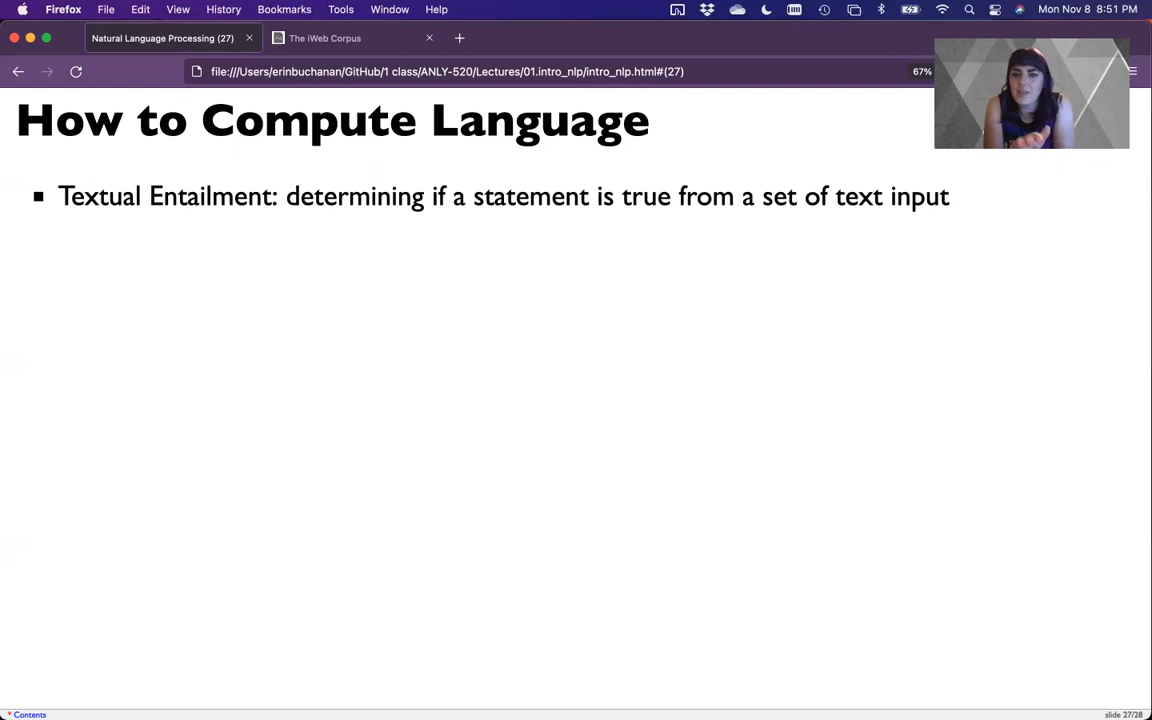 Firefox File Edit View History Bookmarks Tools Window Help Mon Nov 8 8:51 PM
Natural Language Processing (27) The iWeb Corpus
file:///Users/erinbuchanan/GitHub/1 class/ANLY-520/Lectures/01.intro_nlp/intro_nlp.html#(27) 67%
How to Compute Language
Textual Entailment: determining if a statement is true from a set of text input
* Contents slide 27/28